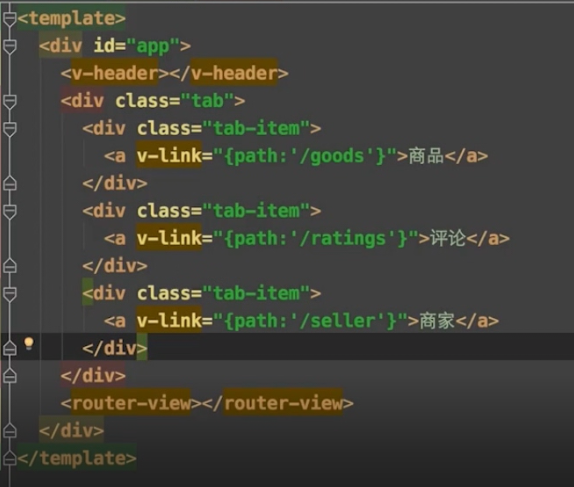 <template>
<div id="app">
<v-header></v-header>
<div class="tab">
<div class="tab-item">
<a v-link="{path:'/goods'}">商品</a>
</div>
<div class="tab-item">
<a v-link="{path:'/ratings'}">评论</a>
</div>
<div class="tab-item">
<a v-link="{path:'/seller'}">商家</a>
</div>
</div>
<router-view></router-view>
</div>
</template>